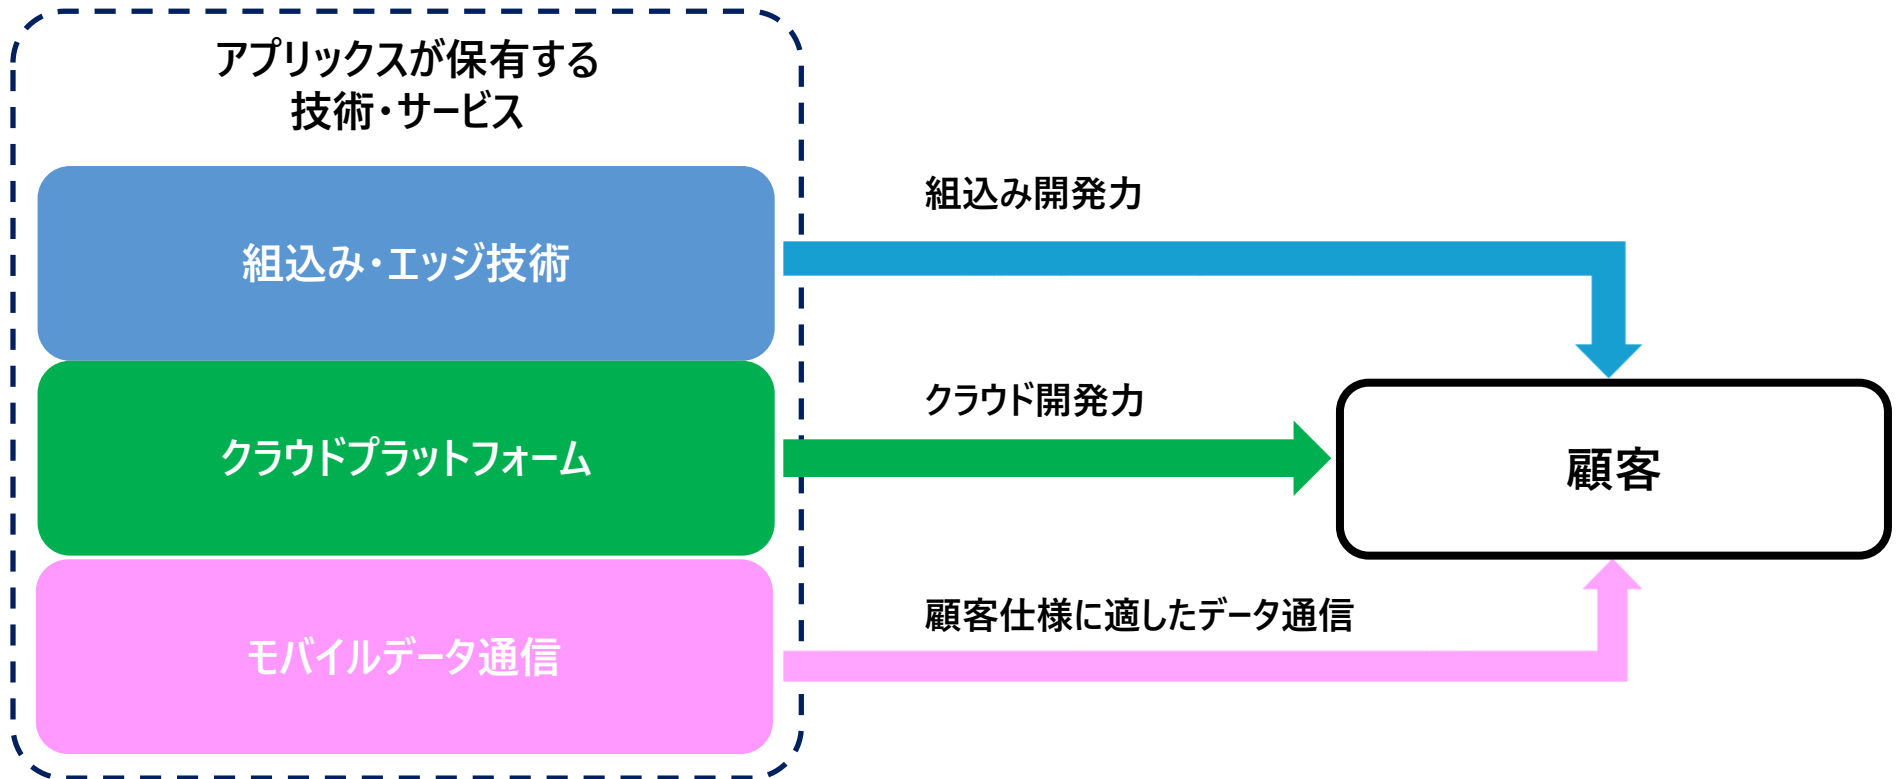 アプリックスが保有する
技術・サービス
組込み・エッジ技術
クラウドプラットフォーム
モバイルデータ通信
組込み開発力
クラウド開発力
顧客仕様に適したデータ通信
顧客